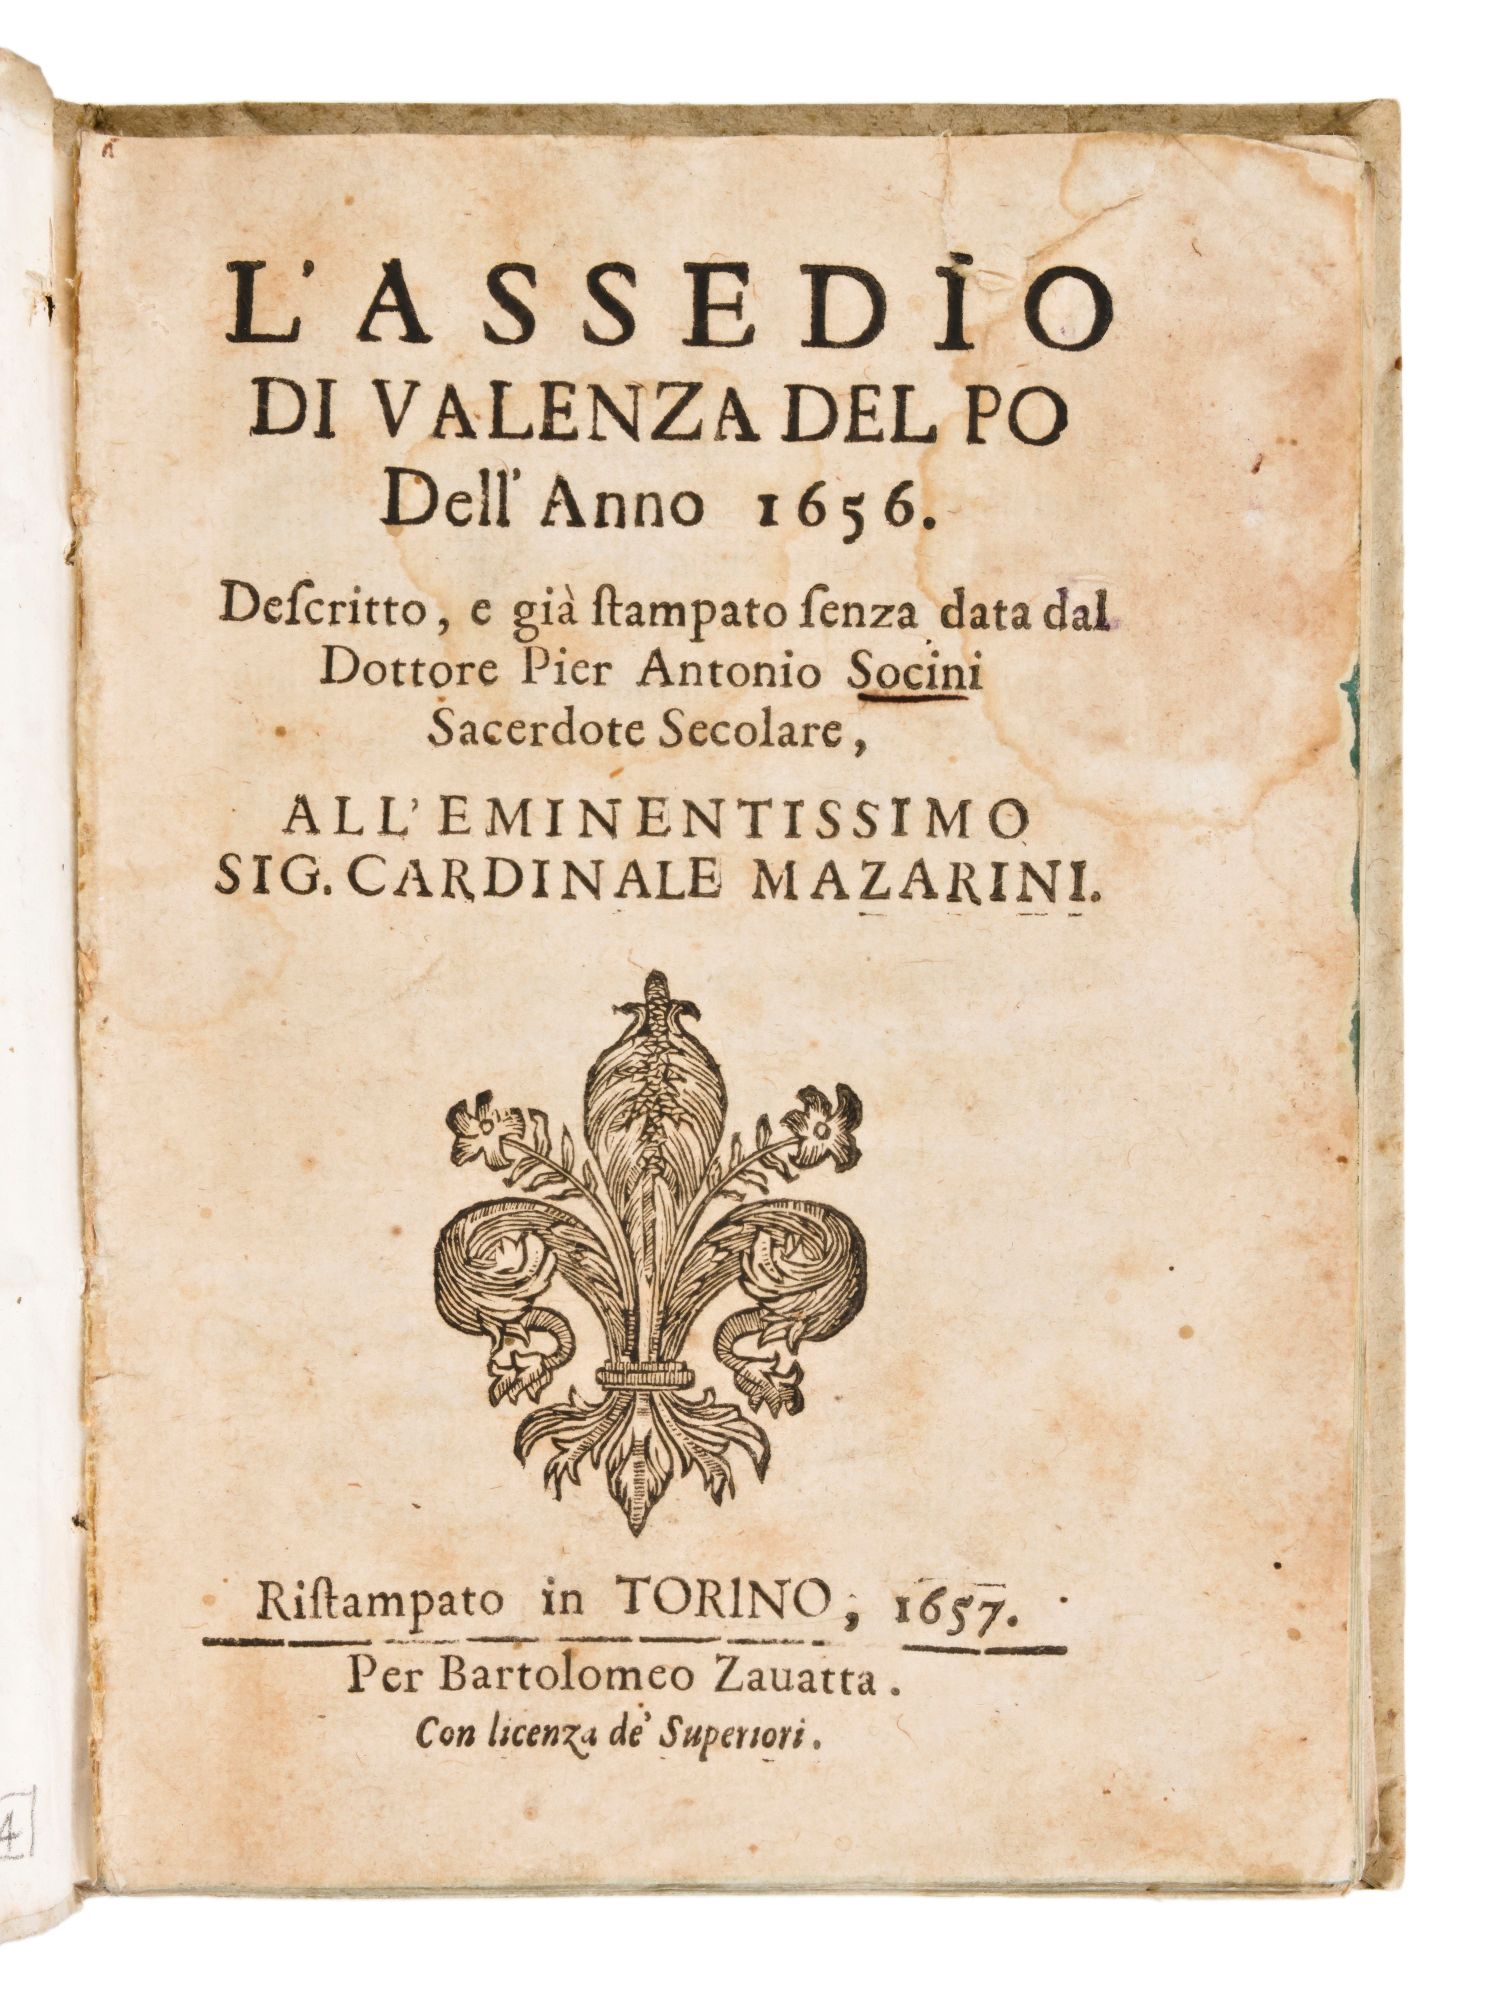 L'ASSEDIO
DI VALENZA DEL PO
Dell'Anno 1656.
Deſcritto, e già ſtampato ſenza data dal
Dottore Pier Antonio Socini
Sacerdote Secolare,
ALL'EMINENTISSIMO
SIG. CARDINALE MAZARINI.
Riſtampato in TORINO, 1657.
Per Bartolomeo Zauatta.
Con licenza de' Superiori.
4